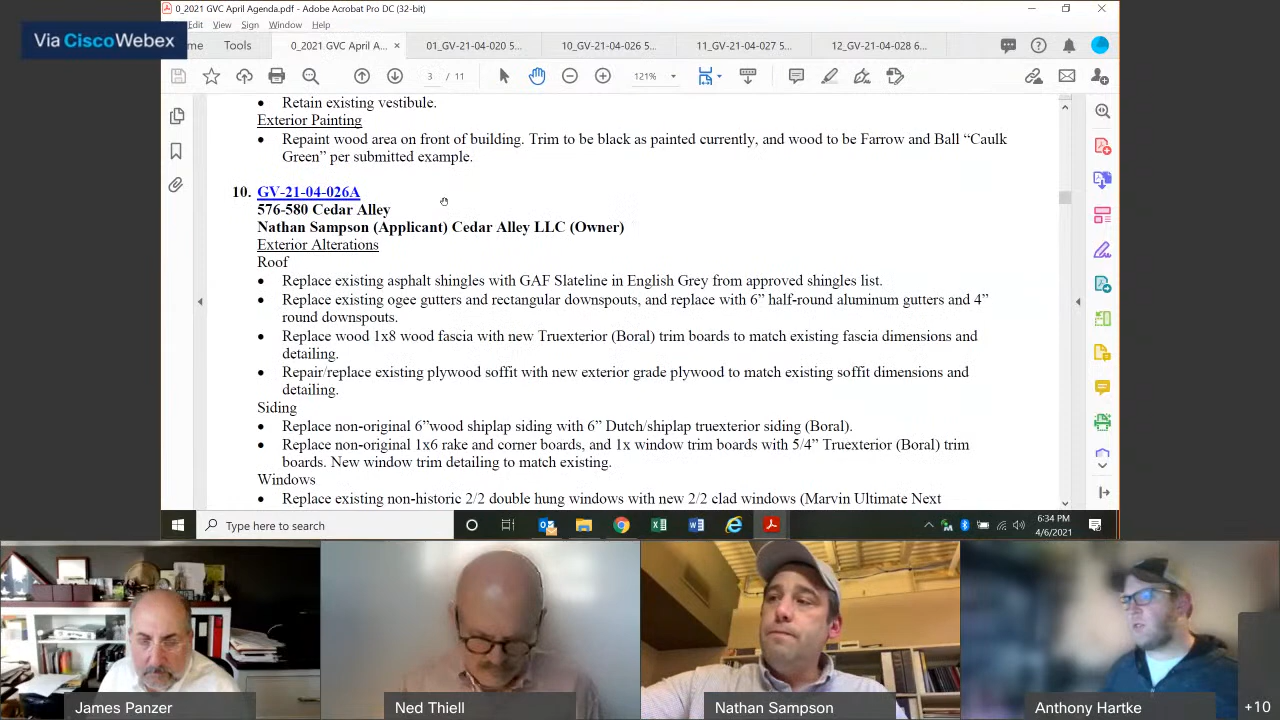 0_2021 GVC April Agenda.pdf - Adobe Acrobat Pro DC (32-bit)
Via CiscoWebex
Edit View Sign Window Help
me Tools 0_2021 GVC April A... × 01_GV-21-04-020 5... 10_GV-21-04-026 5... 11_GV-21-04-027 5... 12_GV-21-04-028 6...
3 / 11 121%
• Retain existing vestibule.
Exterior Painting
• Repaint wood area on front of building. Trim to be black as painted currently, and wood to be Farrow and Ball “Caulk
Green” per submitted example.
10. GV-21-04-026A
576-580 Cedar Alley
Nathan Sampson (Applicant) Cedar Alley LLC (Owner)
Exterior Alterations
Roof
• Replace existing asphalt shingles with GAF Slateline in English Grey from approved shingles list.
• Replace existing ogee gutters and rectangular downspouts, and replace with 6” half-round aluminum gutters and 4”
round downspouts.
• Replace wood 1x8 wood fascia with new Truexterior (Boral) trim boards to match existing fascia dimensions and
detailing.
• Repair/replace existing plywood soffit with new exterior grade plywood to match existing soffit dimensions and
detailing.
Siding
• Replace non-original 6”wood shiplap siding with 6” Dutch/shiplap truexterior siding (Boral).
• Replace non-original 1x6 rake and corner boards, and 1x window trim boards with 5/4” Truexterior (Boral) trim
boards. New window trim detailing to match existing.
Windows
• Replace existing non-historic 2/2 double hung windows with new 2/2 clad windows (Marvin Ultimate Next
Type here to search
6:34 PM
4/6/2021
James Panzer
Ned Thiell
Nathan Sampson
Anthony Hartke
+10